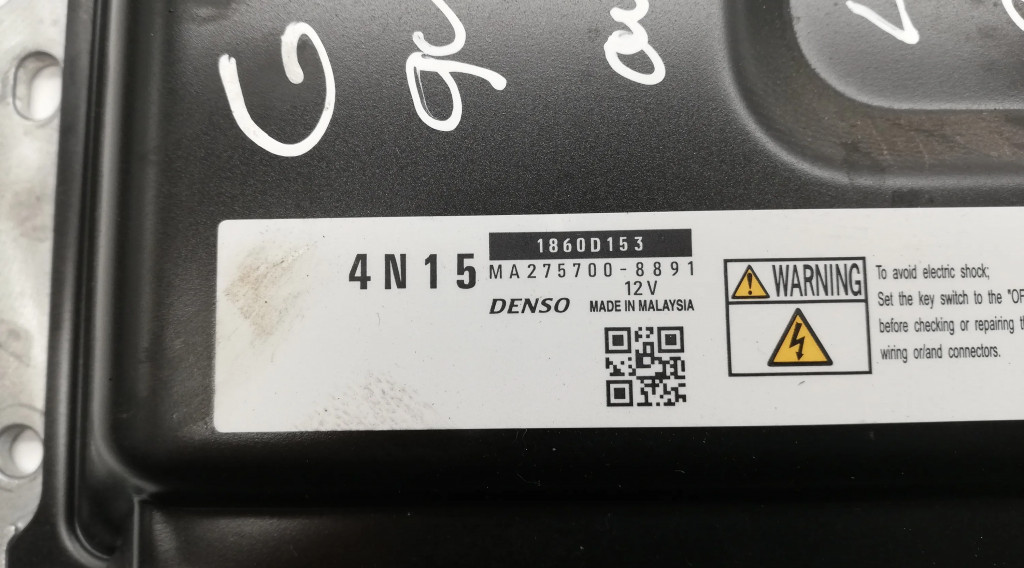 4N15
1860D153
MA275700-8891
12V
DENSO MADE IN MALAYSIA
WARNING
To avoid electric shock;
Set the key switch to the
before checking or repairing
wiring or/and connectors.